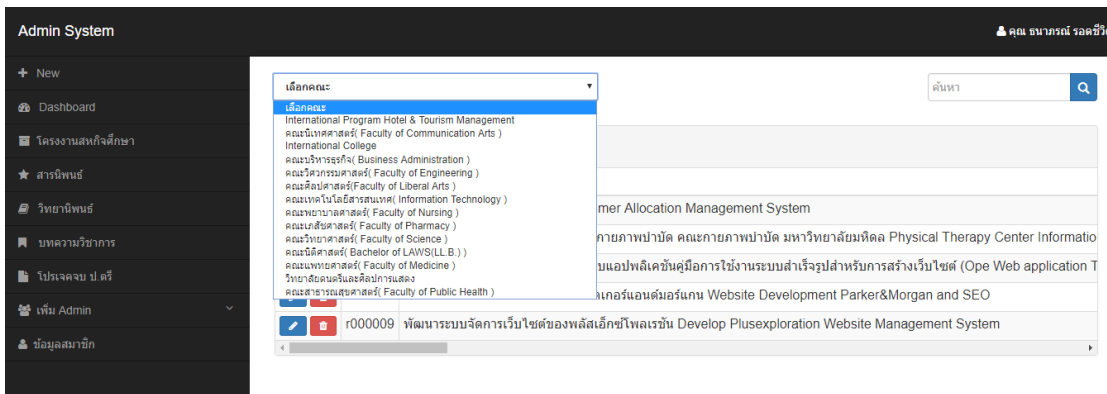 Admin System
คุณ ธนาภรณ์ รอดชีวิ
New
Dashboard
โครงงานสหกิจศึกษา
สารนิพนธ์
วิทยานิพนธ์
บทความวิชาการ
โปรเจคจบ ป.ตรี
เพิ่ม Admin
ข้อมูลสมาชิก
เลือกคณะ
ค้นหา
เลือกคณะ
International Program Hotel & Tourism Management
คณะนิเทศศาสตร์( Faculty of Communication Arts )
International College
คณะบริหารธุรกิจ( Business Administration )
คณะวิศวกรรมศาสตร์( Faculty of Engineering )
คณะศิลปศาสตร์(Faculty of Liberal Arts )
คณะเทคโนโลยีสารสนเทศ( Information Technology )
คณะพยาบาลศาสตร์( Faculty of Nursing )
คณะเภสัชศาสตร์( Faculty of Pharmacy )
คณะวิทยาศาสตร์( Faculty of Science )
คณะนิติศาสตร์( Bachelor of LAWS(LL.B.) )
คณะแพทยศาสตร์( Faculty of Medicine )
วิทยาลัยดนตรีและศิลปการแสดง
คณะสาธารณสุขศาสตร์( Faculty of Public Health )
mer Allocation Management System
กายภาพบำบัด คณะกายภาพบำบัด มหาวิทยาลัยมหิดล Physical Therapy Center Informatio
บแอปพลิเคชันคู่มือการใช้งานระบบสำเร็จรูปสำหรับการสร้างเว็บไซต์ (Ope Web application T
เกอร์แอนด์มอร์แกน Website Development Parker&Morgan and SEO
r000009 พัฒนาระบบจัดการเว็บไซต์ของพลัสเอ็กซ์โพลเรชัน Develop Plusexploration Website Management System